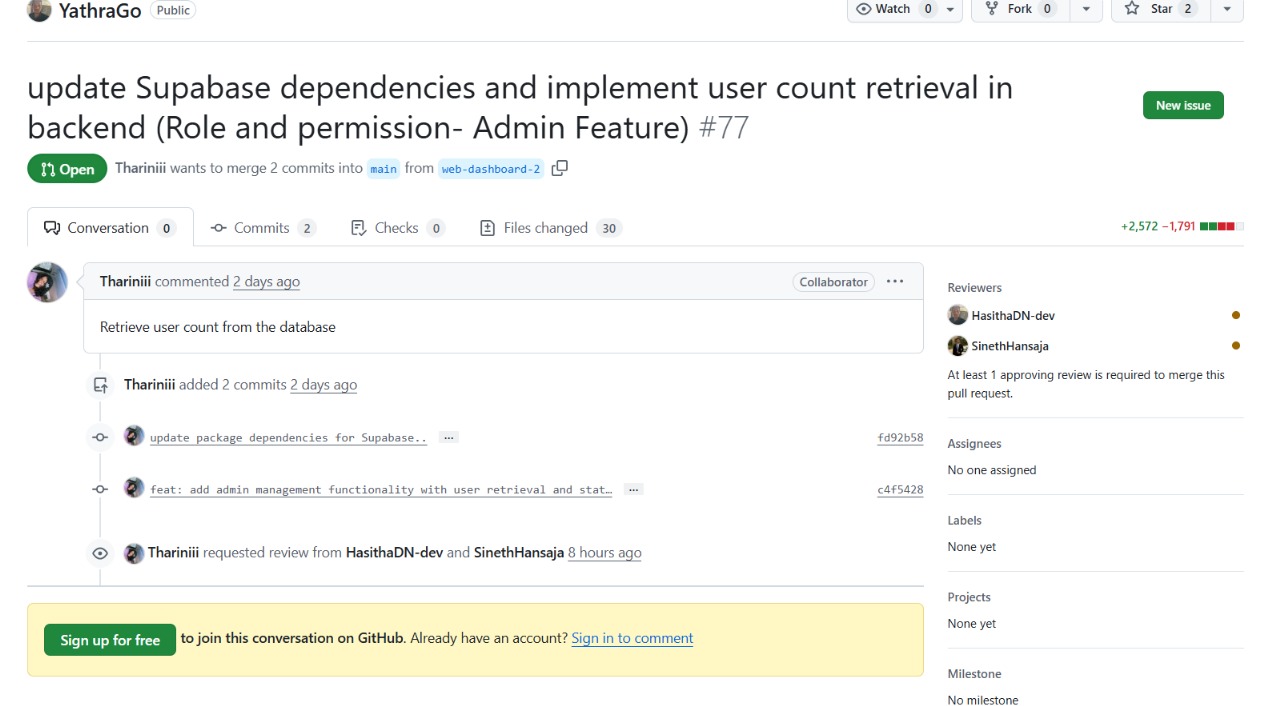 YathraGo Public Watch 0 Fork 0 Star 2
update Supabase dependencies and implement user count retrieval in
backend (Role and permission- Admin Feature) #77
New issue
Open Thariniii wants to merge 2 commits into main from web-dashboard-2
Conversation 0 Commits 2 Checks 0 Files changed 30 +2,572 −1,791
Thariniii commented 2 days ago Collaborator ···
Retrieve user count from the database
Thariniii added 2 commits 2 days ago
update package dependencies for Supabase.. … fd92b58
feat: add admin management functionality with user retrieval and stat… … c4f5428
Thariniii requested review from HasithaDN-dev and SinethHansaja 8 hours ago
Sign up for free to join this conversation on GitHub. Already have an account? Sign in to comment
Reviewers
HasithaDN-dev
SinethHansaja
At least 1 approving review is required to merge this
pull request.
Assignees
No one assigned
Labels
None yet
Projects
None yet
Milestone
No milestone